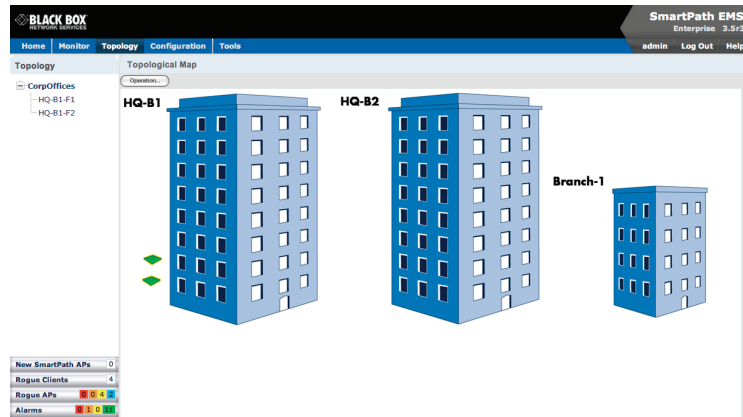 BLACK BOX
NETWORK SERVICES
SmartPath EMS
Enterprise 3.5r3
Home Monitor Topology Configuration Tools
admin Log Out Help
Topology
Topological Map
Operation...
CorpOffices
HQ-B1-F1
HQ-B1-F2
HQ-B1
HQ-B2
Branch-1
New SmartPath APs 0
Rogue Clients 4
Rogue APs 0 0 4 2
Alarms 0 1 0 11